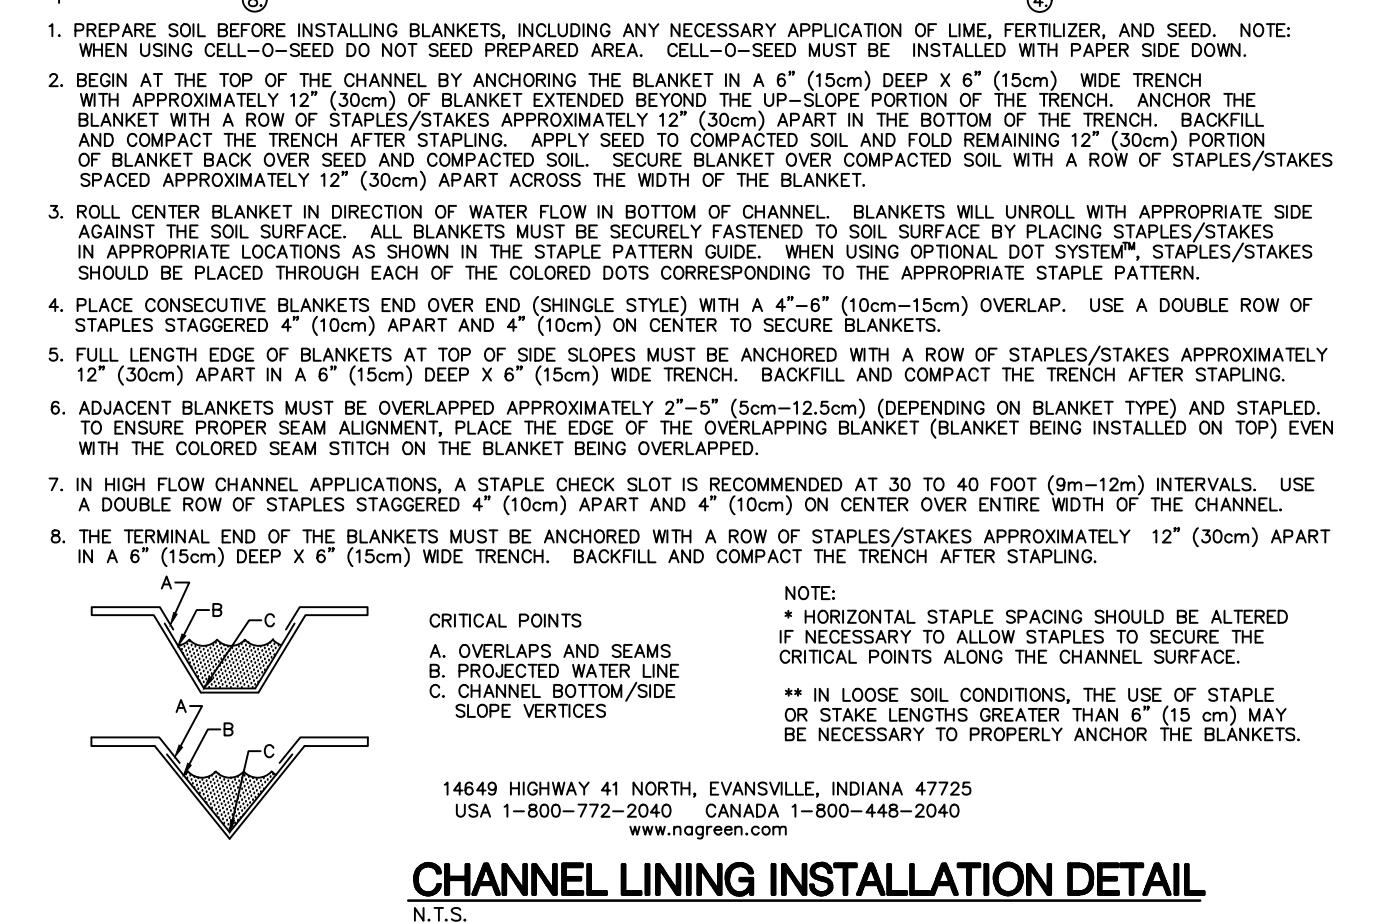 8.
4.
1. PREPARE SOIL BEFORE INSTALLING BLANKETS, INCLUDING ANY NECESSARY APPLICATION OF LIME, FERTILIZER, AND SEED. NOTE:
WHEN USING CELL-O-SEED DO NOT SEED PREPARED AREA. CELL-O-SEED MUST BE INSTALLED WITH PAPER SIDE DOWN.
2. BEGIN AT THE TOP OF THE CHANNEL BY ANCHORING THE BLANKET IN A 6" (15cm) DEEP X 6" (15cm) WIDE TRENCH
WITH APPROXIMATELY 12" (30cm) OF BLANKET EXTENDED BEYOND THE UP-SLOPE PORTION OF THE TRENCH. ANCHOR THE
BLANKET WITH A ROW OF STAPLES/STAKES APPROXIMATELY 12" (30cm) APART IN THE BOTTOM OF THE TRENCH. BACKFILL
AND COMPACT THE TRENCH AFTER STAPLING. APPLY SEED TO COMPACTED SOIL AND FOLD REMAINING 12" (30cm) PORTION
OF BLANKET BACK OVER SEED AND COMPACTED SOIL. SECURE BLANKET OVER COMPACTED SOIL WITH A ROW OF STAPLES/STAKES
SPACED APPROXIMATELY 12" (30cm) APART ACROSS THE WIDTH OF THE BLANKET.
3. ROLL CENTER BLANKET IN DIRECTION OF WATER FLOW IN BOTTOM OF CHANNEL. BLANKETS WILL UNROLL WITH APPROPRIATE SIDE
AGAINST THE SOIL SURFACE. ALL BLANKETS MUST BE SECURELY FASTENED TO SOIL SURFACE BY PLACING STAPLES/STAKES
IN APPROPRIATE LOCATIONS AS SHOWN IN THE STAPLE PATTERN GUIDE. WHEN USING OPTIONAL DOT SYSTEM™, STAPLES/STAKES
SHOULD BE PLACED THROUGH EACH OF THE COLORED DOTS CORRESPONDING TO THE APPROPRIATE STAPLE PATTERN.
4. PLACE CONSECUTIVE BLANKETS END OVER END (SHINGLE STYLE) WITH A 4"-6" (10cm-15cm) OVERLAP. USE A DOUBLE ROW OF
STAPLES STAGGERED 4" (10cm) APART AND 4" (10cm) ON CENTER TO SECURE BLANKETS.
5. FULL LENGTH EDGE OF BLANKETS AT TOP OF SIDE SLOPES MUST BE ANCHORED WITH A ROW OF STAPLES/STAKES APPROXIMATELY
12" (30cm) APART IN A 6" (15cm) DEEP X 6" (15cm) WIDE TRENCH. BACKFILL AND COMPACT THE TRENCH AFTER STAPLING.
6. ADJACENT BLANKETS MUST BE OVERLAPPED APPROXIMATELY 2"-5" (5cm-12.5cm) (DEPENDING ON BLANKET TYPE) AND STAPLED.
TO ENSURE PROPER SEAM ALIGNMENT, PLACE THE EDGE OF THE OVERLAPPING BLANKET (BLANKET BEING INSTALLED ON TOP) EVEN
WITH THE COLORED SEAM STITCH ON THE BLANKET BEING OVERLAPPED.
7. IN HIGH FLOW CHANNEL APPLICATIONS, A STAPLE CHECK SLOT IS RECOMMENDED AT 30 TO 40 FOOT (9m-12m) INTERVALS. USE
A DOUBLE ROW OF STAPLES STAGGERED 4" (10cm) APART AND 4" (10cm) ON CENTER OVER ENTIRE WIDTH OF THE CHANNEL.
8. THE TERMINAL END OF THE BLANKETS MUST BE ANCHORED WITH A ROW OF STAPLES/STAKES APPROXIMATELY 12" (30cm) APART
IN A 6" (15cm) DEEP X 6" (15cm) WIDE TRENCH. BACKFILL AND COMPACT THE TRENCH AFTER STAPLING.
A
B
C
A
B
C
CRITICAL POINTS
A. OVERLAPS AND SEAMS
B. PROJECTED WATER LINE
C. CHANNEL BOTTOM/SIDE
SLOPE VERTICES
NOTE:
* HORIZONTAL STAPLE SPACING SHOULD BE ALTERED
IF NECESSARY TO ALLOW STAPLES TO SECURE THE
CRITICAL POINTS ALONG THE CHANNEL SURFACE.
** IN LOOSE SOIL CONDITIONS, THE USE OF STAPLE
OR STAKE LENGTHS GREATER THAN 6" (15 cm) MAY
BE NECESSARY TO PROPERLY ANCHOR THE BLANKETS.
14649 HIGHWAY 41 NORTH, EVANSVILLE, INDIANA 47725
USA 1-800-772-2040 CANADA 1-800-448-2040
www.nagreen.com
CHANNEL LINING INSTALLATION DETAIL
N.T.S.